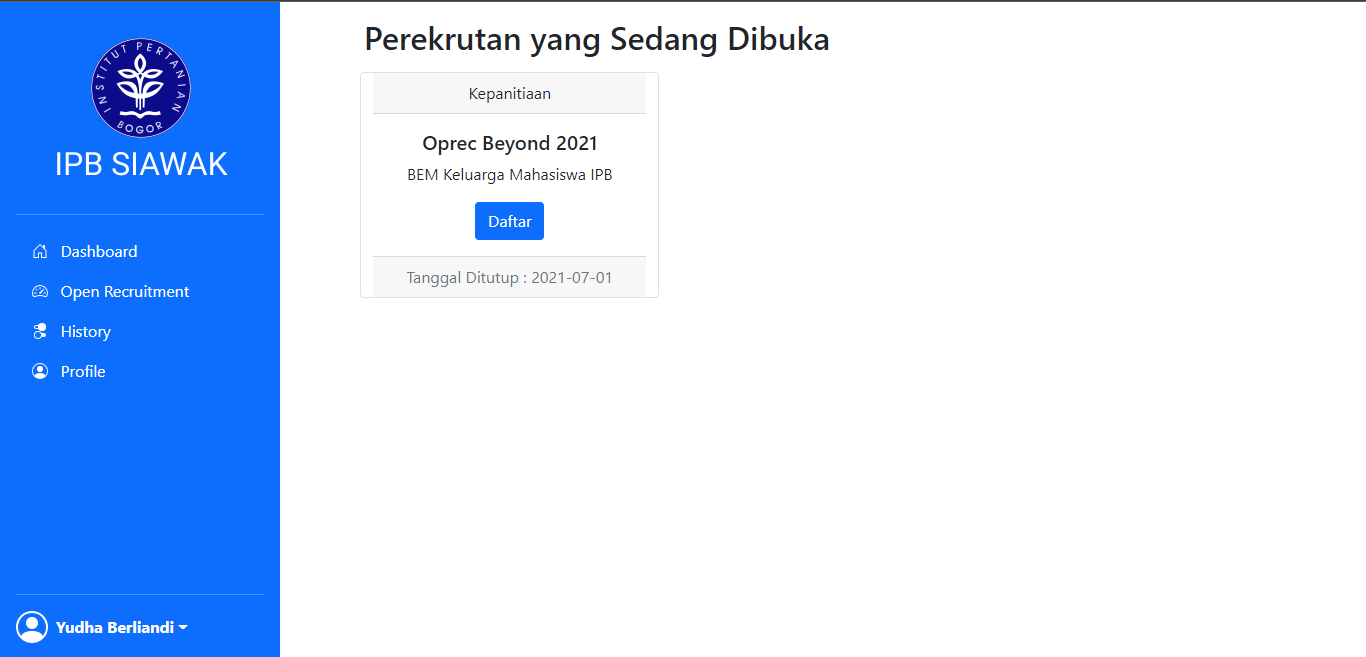 INSTITUT PERTANIAN
BOGOR
IPB SIAWAK
Dashboard
Open Recruitment
History
Profile
Yudha Berliandi
Perekrutan yang Sedang Dibuka
Kepanitiaan
Oprec Beyond 2021
BEM Keluarga Mahasiswa IPB
Daftar
Tanggal Ditutup : 2021-07-01